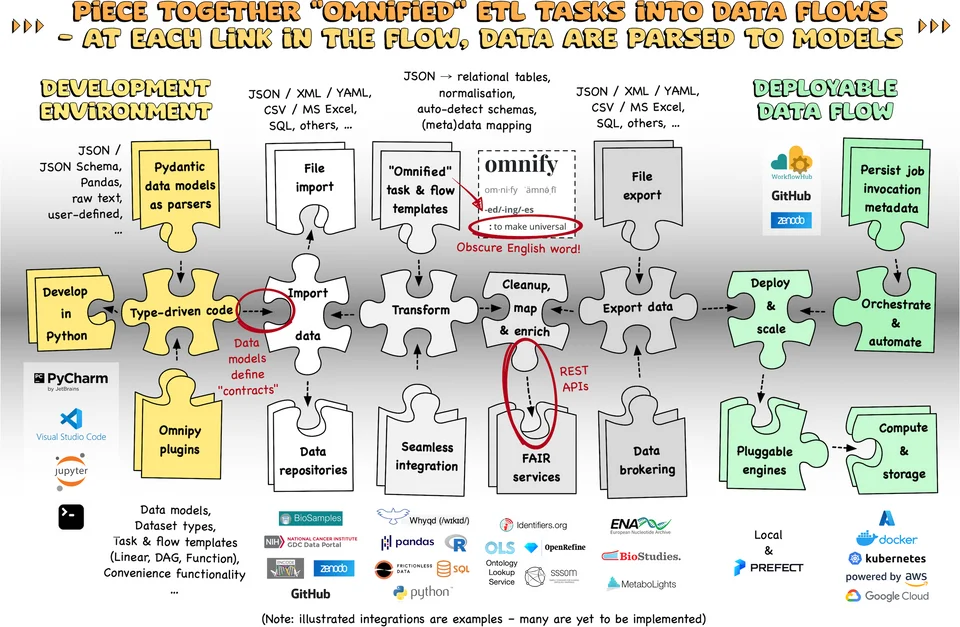 PIECE TOGETHER "OMNIFIED" ETL TASKS INTO DATA FLOWS
– AT EACH LINK IN THE FLOW, DATA ARE PARSED TO MODELS
DEVELOPMENT
ENVIRONMENT
JSON / XML / YAML,
CSV / MS Excel,
SQL, others, ...
JSON → relational tables,
normalisation,
auto-detect schemas,
(meta)data mapping
JSON / XML / YAML,
CSV / MS Excel,
SQL, others, ...
DEPLOYABLE
DATA FLOW
JSON /
JSON Schema,
Pandas,
raw text,
user-defined,
...
Pydantic
data models
as parsers
File
import
"Omnified"
task & flow
templates
omnify
om·ni·fy
-ed/-ing/-es
: to make universal
Obscure English word!
File
export
WorkflowHub
GitHub
zenodo
Persist job
invocation
metadata
Develop
in
Python
Type-driven code
Import
data
Transform
Cleanup,
map
& enrich
Export data
Deploy
&
scale
Orchestrate
&
automate
Data
models
define
"contracts"
REST
APIs
PyCharm
by JetBrains
Visual Studio Code
jupyter
Omnipy
plugins
Data
repositories
Seamless
integration
FAIR
services
Data
brokering
Pluggable
engines
Compute
&
storage
Data models,
Dataset types,
Task & flow templates
(Linear, DAG, Function),
Convenience functionality
...
BioSamples
NIH NATIONAL CANCER INSTITUTE
GDC Data Portal
ENCODE
zenodo
GitHub
Whyqd (/wɪkɪd/)
pandas
R
FRICTIONLESS
DATA
SQL
python
Identifiers.org
OLS
Ontology
Lookup
Service
OpenRefine
sssom
ENA
European Nucleotide Archive
BioStudies.
MetaboLights
Local
&
PREFECT
docker
kubernetes
powered by aws
Google Cloud
(Note: illustrated integrations are examples – many are yet to be implemented)